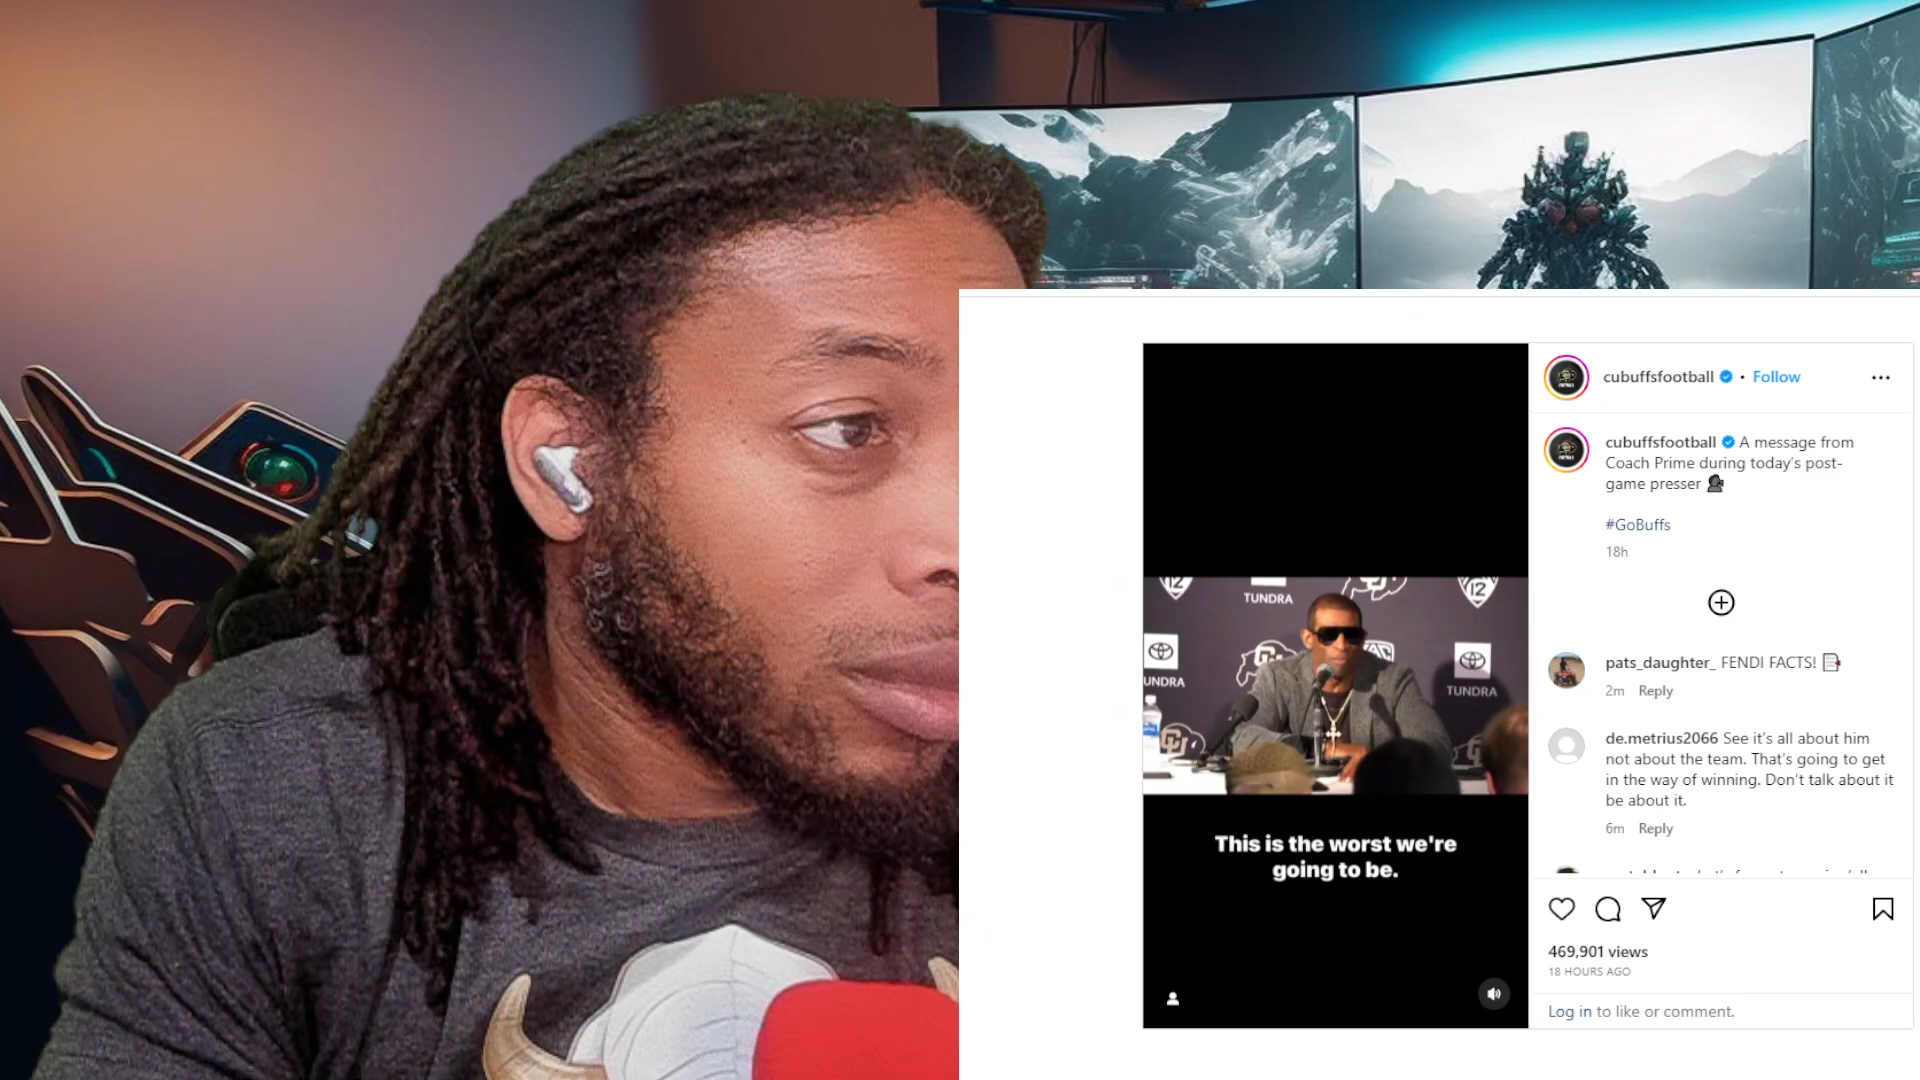 cubuffsfootball • Follow
cubuffsfootball A message from
Coach Prime during today's post-
game presser
#GoBuffs
18h
pats_daughter_ FENDI FACTS!
2m Reply
de.metrius2066 See it's all about him
not about the team. That's going to get
in the way of winning. Don't talk about it
be about it.
6m Reply
469,901 views
18 HOURS AGO
Log in to like or comment.
12
TUNDRA
12
UNDRA
TUNDRA
This is the worst we're
going to be.